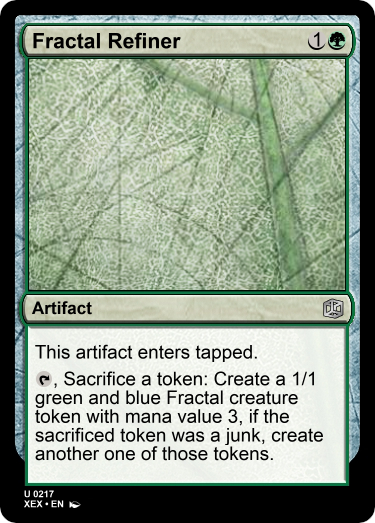 Fractal Refiner 1
Artifact
This artifact enters tapped.
, Sacrifice a token: Create a 1/1
green and blue Fractal creature
token with mana value 3, if the
sacrificed token was a junk, create
another one of those tokens.
U 0217
XEX • EN